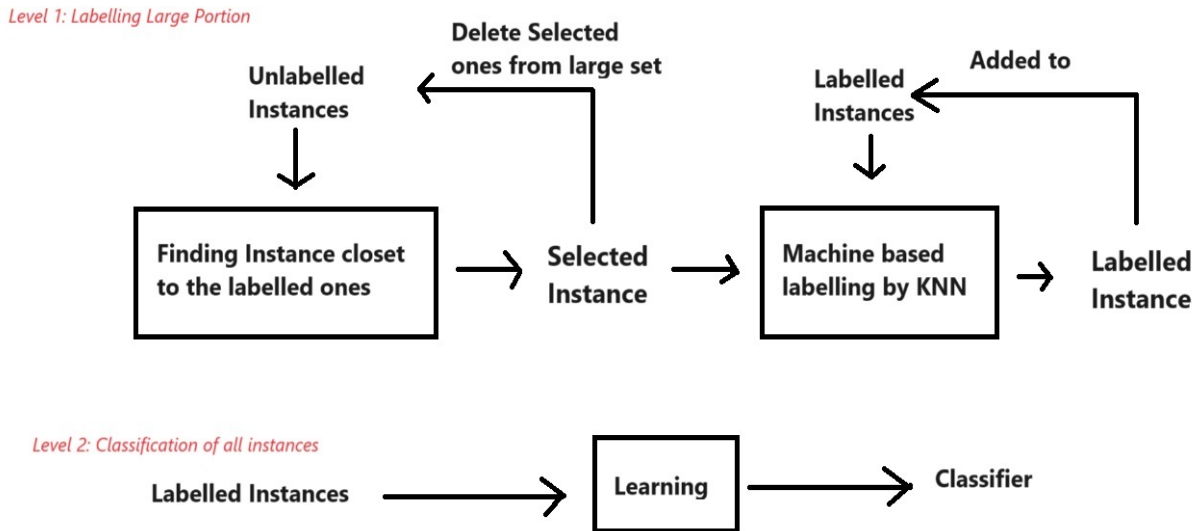 Level 1: Labelling Large Portion
Delete Selected
ones from large set
Unlabelled
Instances
Added to
Labelled
Instances
Finding Instance closet
to the labelled ones
Selected
Instance
Machine based
labelling by KNN
Labelled
Instance
Level 2: Classification of all instances
Labelled Instances
Learning
Classifier